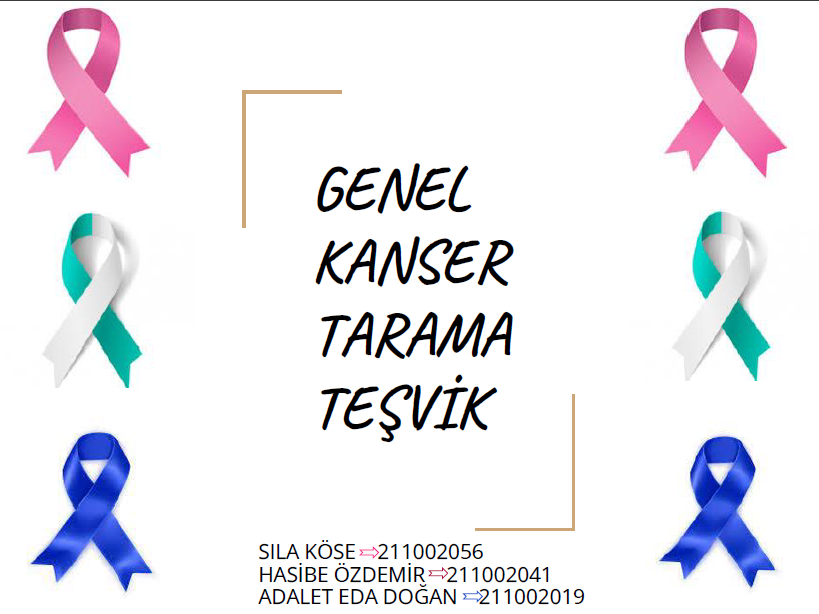 GENEL
KANSER
TARAMA
TEŞVİK
SILA KÖSE ⇨211002056
HASİBE ÖZDEMİR⇨211002041
ADALET EDA DOĞAN ⇨211002019